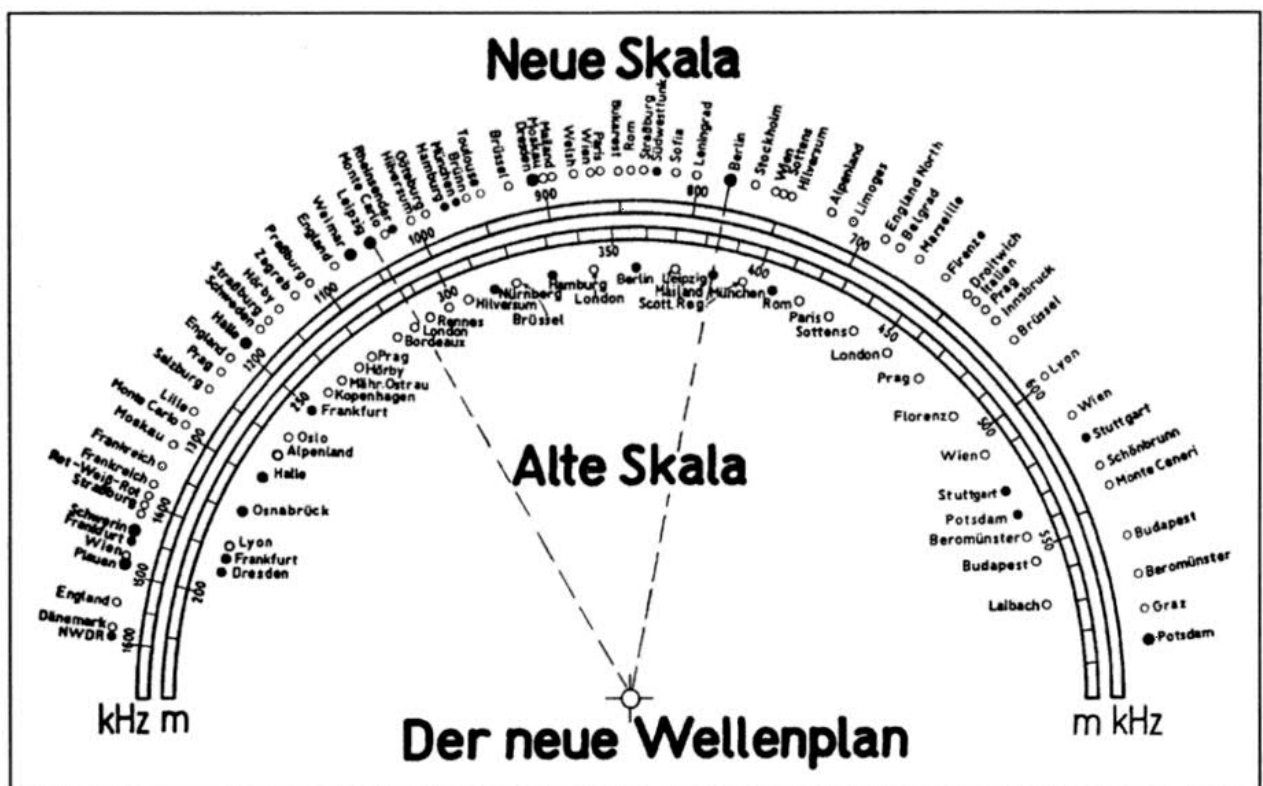 Neue Skala
NWDR
Dänemark
England
Plauen
Wien
Frankfurt
Schwerin
Straßburg
Rot-Weiß-Rot
Frankreich
Frankreich
Moskau
Monte Carlo
Lille
Salzburg
Prag
England
Halle
Schweden
Straßburg
Hörby
Zagreb
Preßburg
England
Weimar
Leipzig
Monte Carlo
Rheinsender
Hilversum
Göteborg
Hamburg
München
Brünn
Toulouse
Brüssel
Dresden
Moskau
Mailand
Welsh
Wien
Paris
Bukarest
Rom
Straßburg
Südwestfunk
Sofia
Leningrad
Berlin
Stockholm
Wien
Sottens
Hilversum
Alpenland
Limoges
England North
Belgrad
Marseille
Firenze
Droitwich
Italien
Prag
Innsbruck
Brüssel
Lyon
Wien
Stuttgart
Schönbrunn
Monte Ceneri
Budapest
Beromünster
Graz
Potsdam
1600
1500
1400
1300
1200
1100
1000
900
800
700
600
200
250
300
350
400
450
500
550
Dresden
Frankfurt
Lyon
Osnabrück
Halle
Alpenland
Oslo
Frankfurt
Kopenhagen
Mähr. Ostrau
Hörby
Prag
Bordeaux
London
Rennes
Hilversum
Nürnberg
Brüssel
Hamburg
London
Berlin
Mailand
Leipzig
Scott. Reg
München
Rom
Paris
Sottens
London
Prag
Florenz
Wien
Stuttgart
Potsdam
Beromünster
Budapest
Laibach
Alte Skala
kHz m
m kHz
Der neue Wellenplan